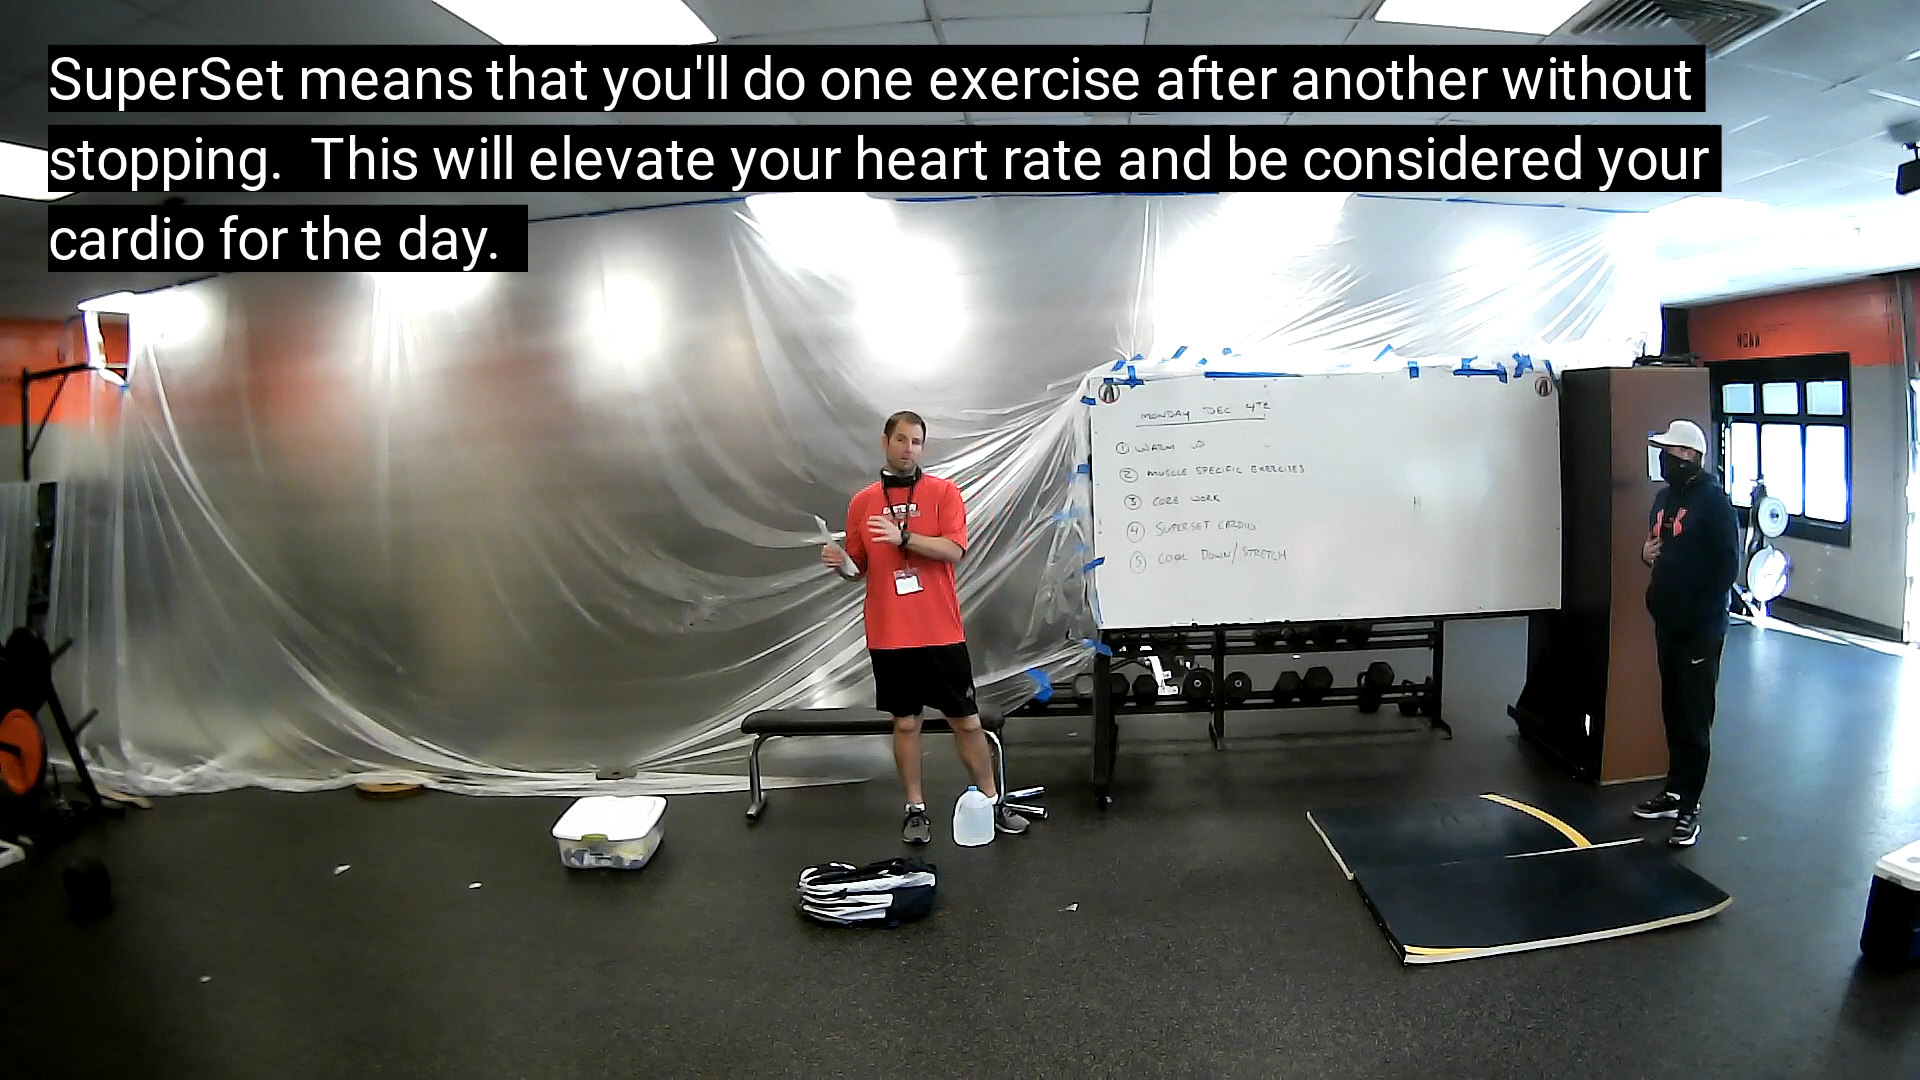 SuperSet means that you'll do one exercise after another without
stopping. This will elevate your heart rate and be considered your
cardio for the day.
MONDAY DEC 4TH
① WARM UP
② MUSCLE SPECIFIC EXERCISES
③ CORE WORK
④ SUPERSET CARDIO
⑤ COOL DOWN/STRETCH